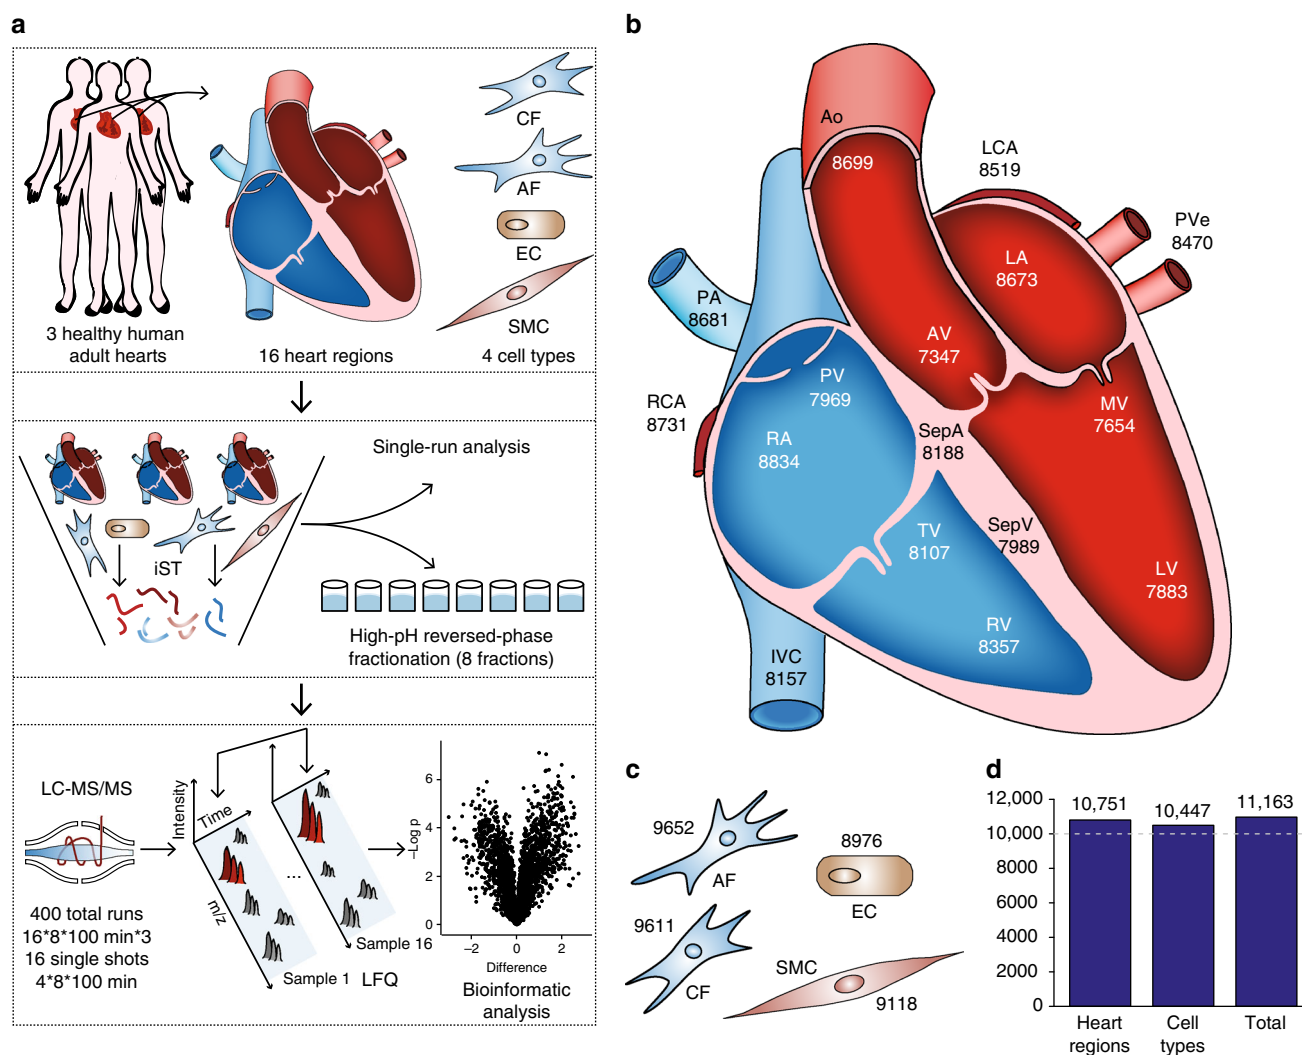 a
CF
AF
EC
SMC
3 healthy human
adult hearts
16 heart regions
4 cell types
Single-run analysis
iST
High-pH reversed-phase
fractionation (8 fractions)
LC-MS/MS
400 total runs
16*8*100 min*3
16 single shots
4*8*100 min
Intensity
Time
m/z
...
Sample 1
Sample 16
LFQ
–Log p
6
4
2
0
–2
0
2
Difference
Bioinformatic
analysis
b
Ao
8699
LCA
8519
PVe
8470
LA
8673
PA
8681
AV
7347
PV
7969
RCA
8731
MV
7654
RA
8834
SepA
8188
SepV
7989
TV
8107
LV
7883
RV
8357
IVC
8157
c
9652
AF
8976
EC
9611
CF
SMC
9118
d
12,000
10,000
8000
6000
4000
2000
0
10,751
10,447
11,163
Heart
regions
Cell
types
Total